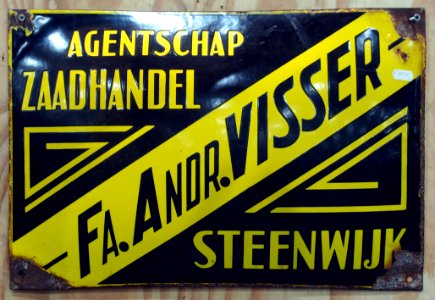 AGENTSCHAP
ZAADHANDEL
FA. ANDR. VISSER
STEENWIJK